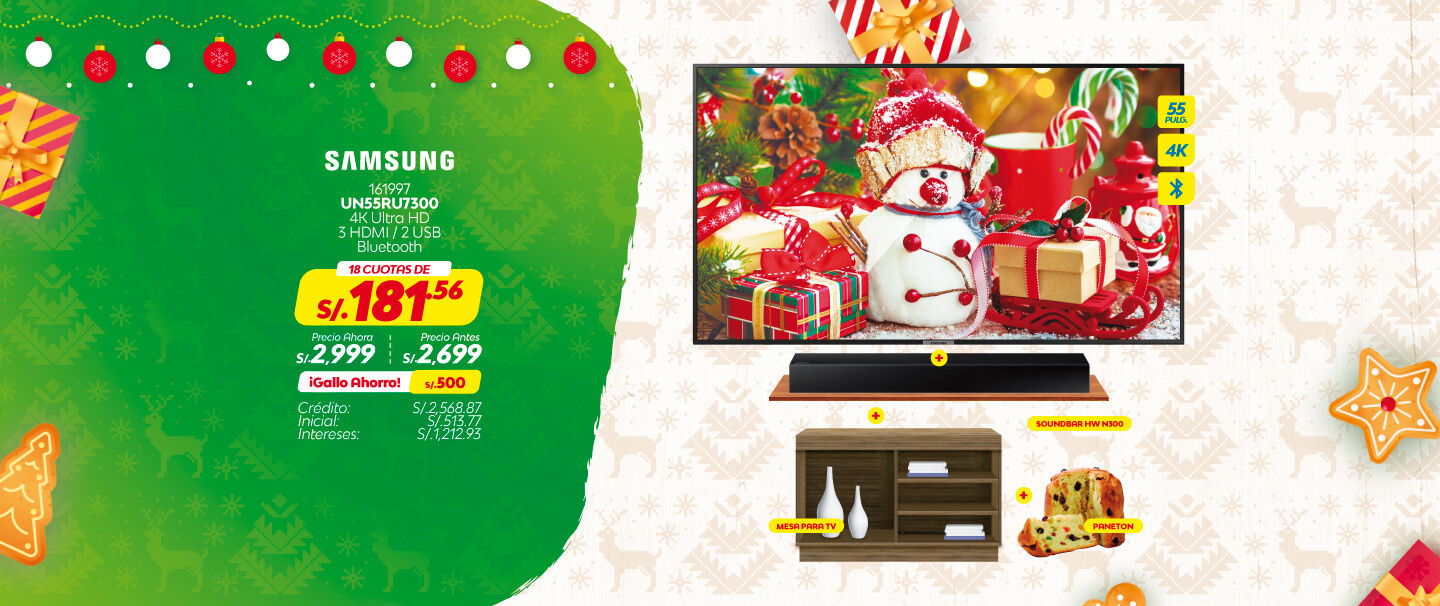 SAMSUNG
161997
UN55RU7300
4K Ultra HD
3 HDMI / 2 USB
Bluetooth
18 CUOTAS DE
S/.181.56
Precio Ahora Precio Antes
S/.2,999 S/.2,699
¡Gallo Ahorro! S/.500
Crédito: S/.2,568.87
Inicial: S/.513.77
Intereses: S/.1,212.93
55
PULG.
4K
SAMSUNG
+
+
SOUNDBAR HW N300
+
MESA PARA TV
PANETON